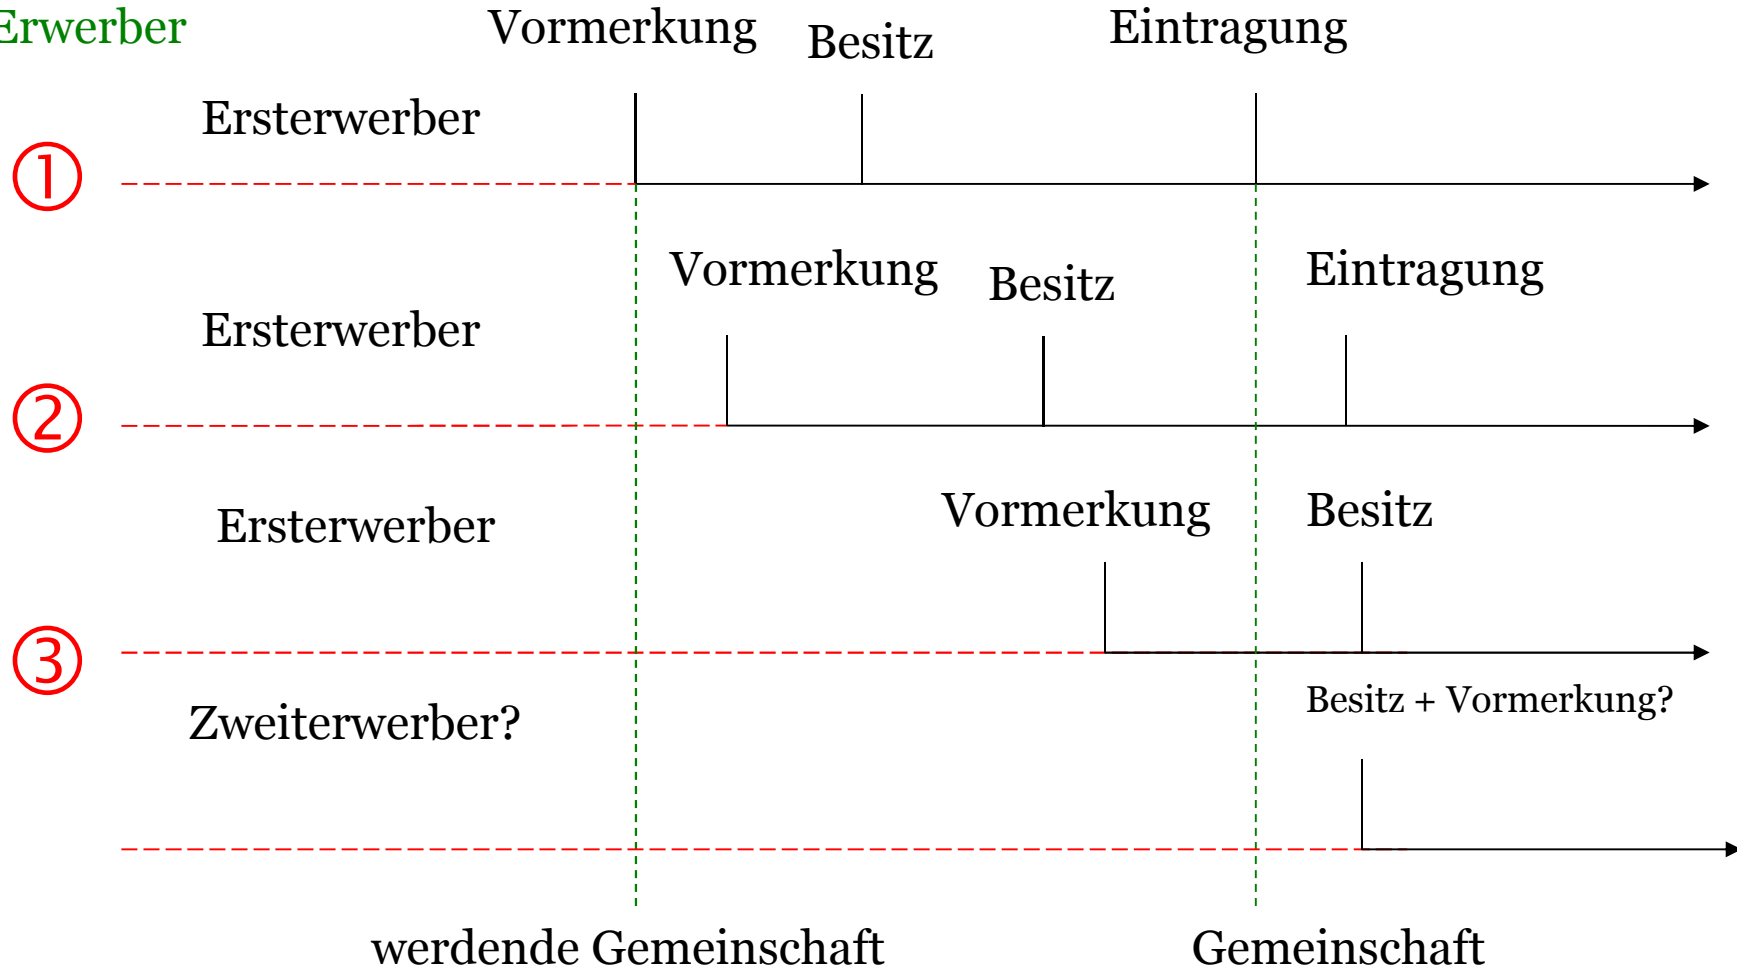 Erwerber
Vormerkung
Besitz
Eintragung
Ersterwerber
①
Vormerkung
Besitz
Eintragung
Ersterwerber
②
Vormerkung
Besitz
Ersterwerber
③
Besitz + Vormerkung?
Zweiterwerber?
werdende Gemeinschaft
Gemeinschaft